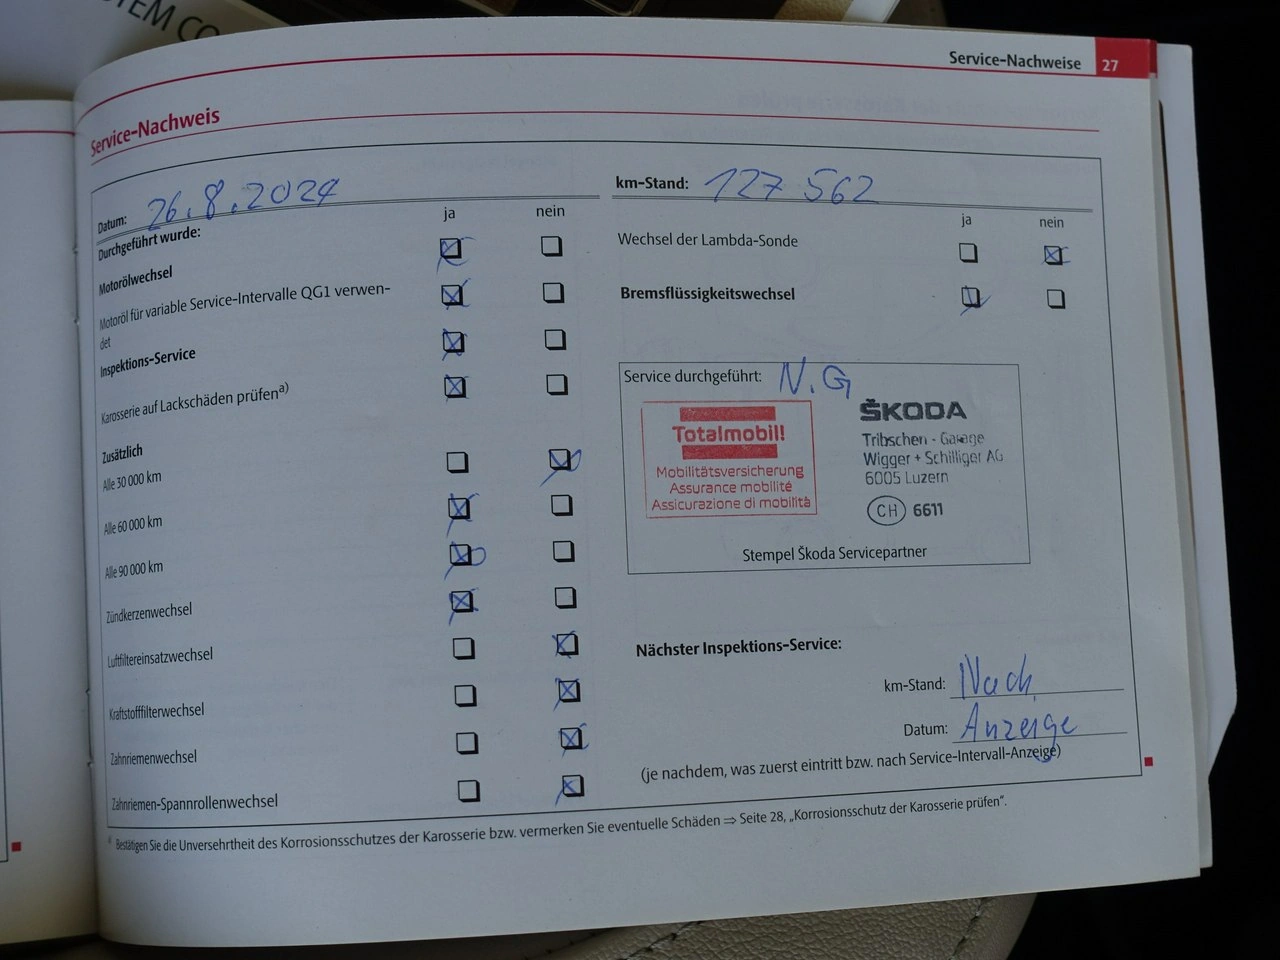 TEM CO
Service-Nachweise 27
Service-Nachweis
Datum: 26.8.2024
km-Stand: 127 562
ja nein
Durchgeführt wurde:
Motorölwechsel
Motoröl für variable Service-Intervalle QG1 verwen-
det
Inspektions-Service
Karosserie auf Lackschäden prüfena)
Zusätzlich
Alle 30 000 km
Alle 60 000 km
Alle 90 000 km
Zündkerzenwechsel
Luftfiltereinsatzwechsel
Kraftstofffilterwechsel
Zahnriemenwechsel
Zahnriemen-Spannrollenwechsel
ja nein
Wechsel der Lambda-Sonde
Bremsflüssigkeitswechsel
Service durchgeführt: N.G
Totalmobil!
Mobilitätsversicherung
Assurance mobilité
Assicurazione di mobilità
ŠKODA
Tribschen - Garage
Wigger + Schilliger AG
6005 Luzern
CH 6611
Stempel Škoda Servicepartner
Nächster Inspektions-Service:
km-Stand: Nach
Datum: Anzeige
(je nachdem, was zuerst eintritt bzw. nach Service-Intervall-Anzeige)
a) Bestätigen Sie die Unversehrtheit des Korrosionsschutzes der Karosserie bzw. vermerken Sie eventuelle Schäden ⇒ Seite 28, „Korrosionsschutz der Karosserie prüfen“.